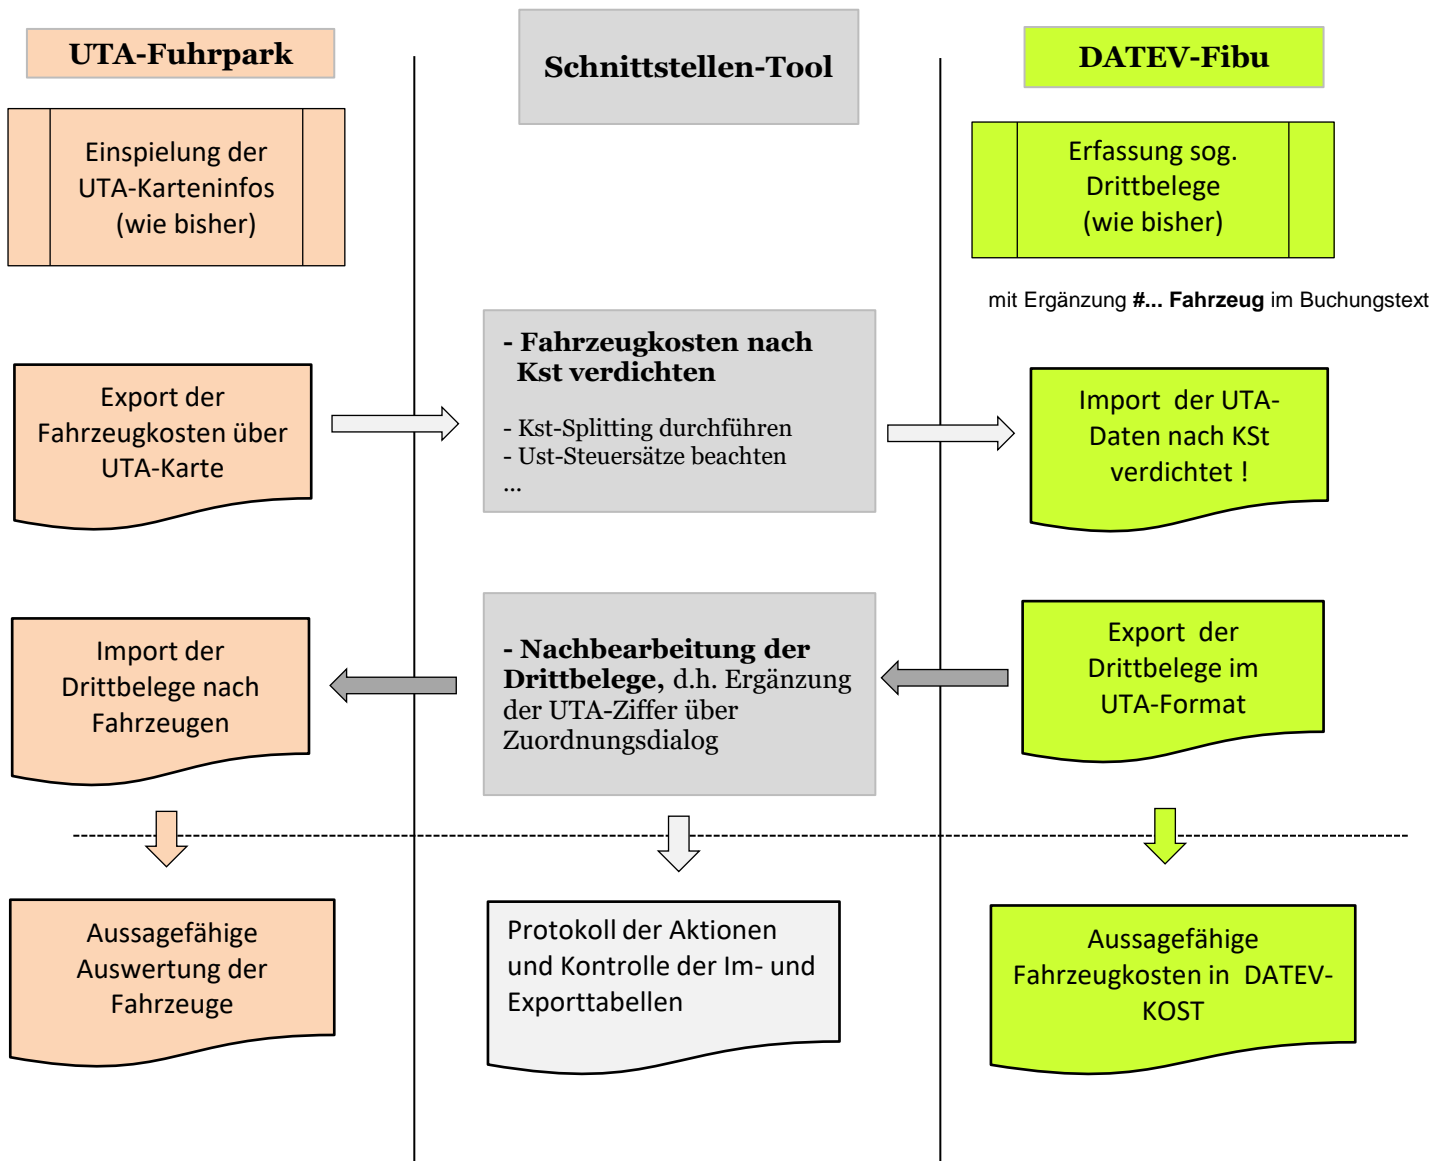 UTA-Fuhrpark
Schnittstellen-Tool
DATEV-Fibu
Einspielung der
UTA-Karteninfos
(wie bisher)
Erfassung sog.
Drittbelege
(wie bisher)
mit Ergänzung #... Fahrzeug im Buchungstext
Export der
Fahrzeugkosten über
UTA-Karte
- Fahrzeugkosten nach
Kst verdichten
- Kst-Splitting durchführen
- Ust-Steuersätze beachten
...
Import der UTA-
Daten nach KSt
verdichtet !
Import der
Drittbelege nach
Fahrzeugen
- Nachbearbeitung der
Drittbelege, d.h. Ergänzung
der UTA-Ziffer über
Zuordnungsdialog
Export der
Drittbelege im
UTA-Format
Aussagefähige
Auswertung der
Fahrzeuge
Protokoll der Aktionen
und Kontrolle der Im- und
Exporttabellen
Aussagefähige
Fahrzeugkosten in DATEV-
KOST